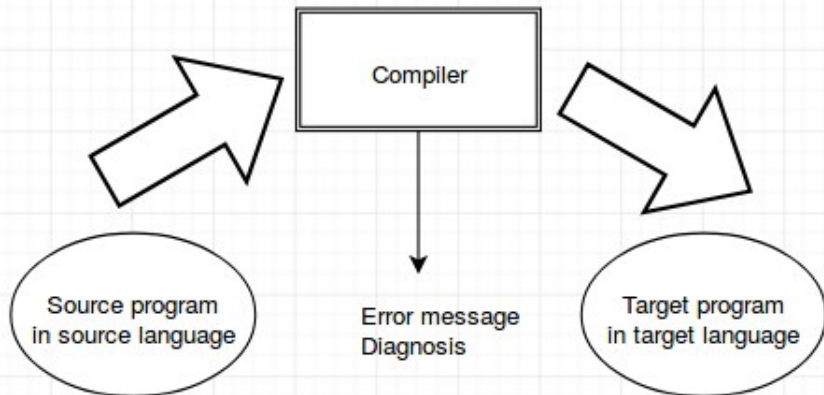 Compiler
Source program
in source language
Error message
Diagnosis
Target program
in target language